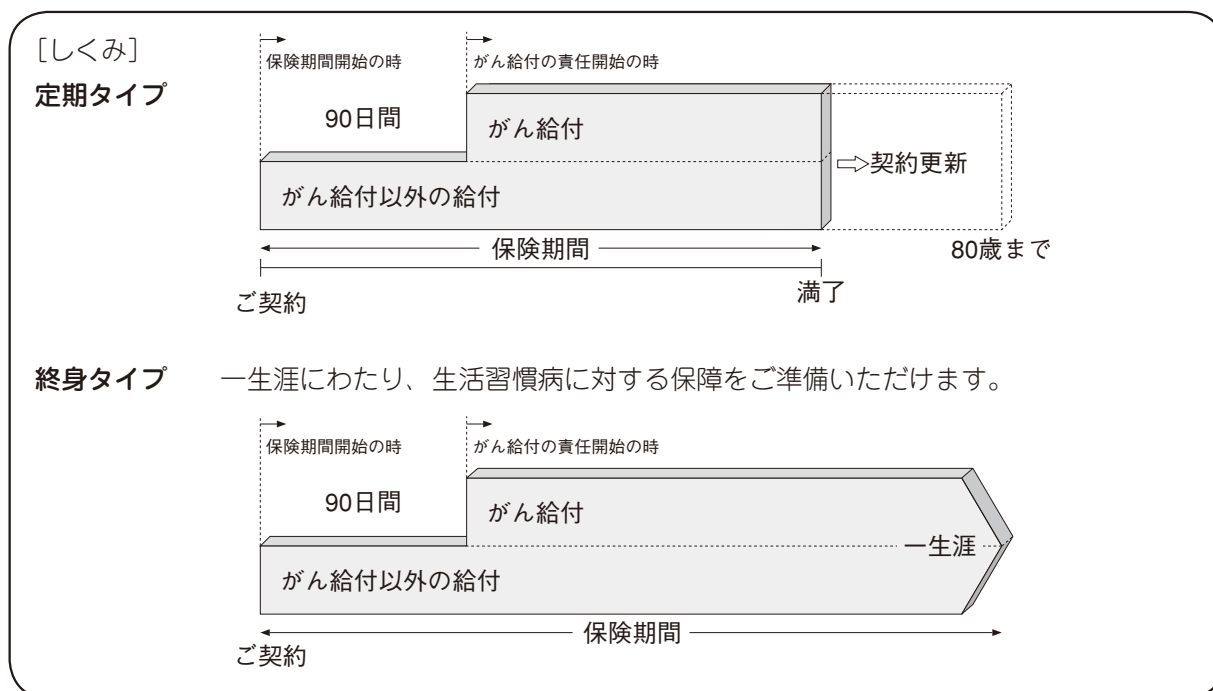 ［しくみ］
定期タイプ
保険期間開始の時
がん給付の責任開始の時
90日間
がん給付
がん給付以外の給付
契約更新
保険期間
80歳まで
ご契約
満了
終身タイプ 一生涯にわたり、生活習慣病に対する保障をご準備いただけます。
保険期間開始の時
がん給付の責任開始の時
90日間
がん給付
一生涯
がん給付以外の給付
保険期間
ご契約